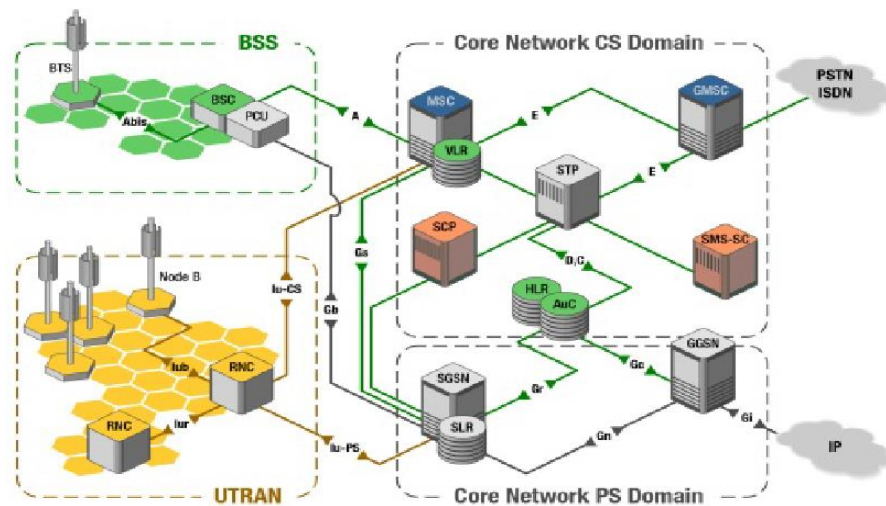 BSS
Core Network CS Domain
BTS
BSC
PCU
Abis
A
MSC
VLR
E
GMSC
PSTN
ISDN
STP
E
SCP
SMS-SC
Gs
D/C
HLR
AuC
Node B
Iu-CS
Gb
Iub
RNC
RNC
Iur
Iu-PS
SGSN
SLR
Gr
Gc
GGSN
Gn
Gi
IP
UTRAN
Core Network PS Domain